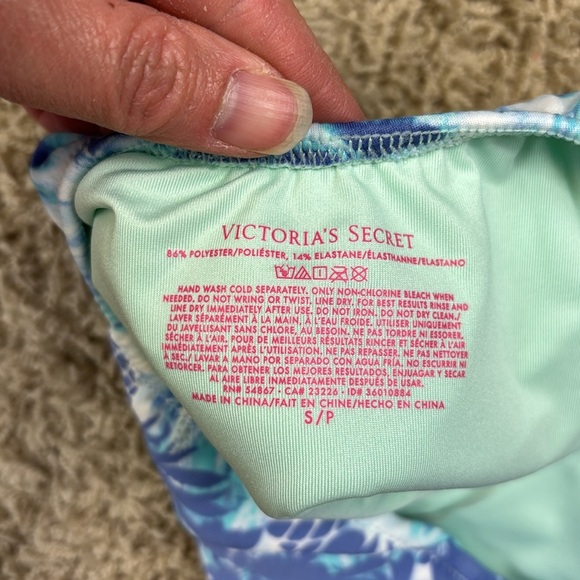 VICTORIA'S SECRET
86% POLYESTER/POLIÉSTER, 14% ELASTANE/ÉLASTHANNE/ELASTANO
HAND WASH COLD SEPARATELY. ONLY NON-CHLORINE BLEACH WHEN
NEEDED. DO NOT WRING OR TWIST, LINE DRY. FOR BEST RESULTS RINSE AND
LINE DRY IMMEDIATELY AFTER USE. DO NOT IRON. DO NOT DRY CLEAN./
LAVER SÉPARÉMENT À LA MAIN, À L'EAU FROIDE. UTILISER UNIQUEMENT
DU JAVELLISANT SANS CHLORE, AU BESOIN. NE PAS TORDRE NI ESSORER.
SÉCHER À L'AIR. POUR DE MEILLEURS RÉSULTATS RINCER ET SÉCHER À L'AIR
IMMÉDIATEMENT APRÈS L'UTILISATION. NE PAS REPASSER. NE PAS NETTOYER
À SEC./ LAVAR A MANO POR SEPARADO CON AGUA FRÍA. NO ESCURRIR NI
RETORCER. PARA OBTENER LOS MEJORES RESULTADOS, ENJUAGAR Y SECAR
AL AIRE LIBRE INMEDIATAMENTE DESPUÉS DE USAR.
RN# 54867 · CA# 23226 · ID# 36010884
MADE IN CHINA/FAIT EN CHINE/HECHO EN CHINA
S/P